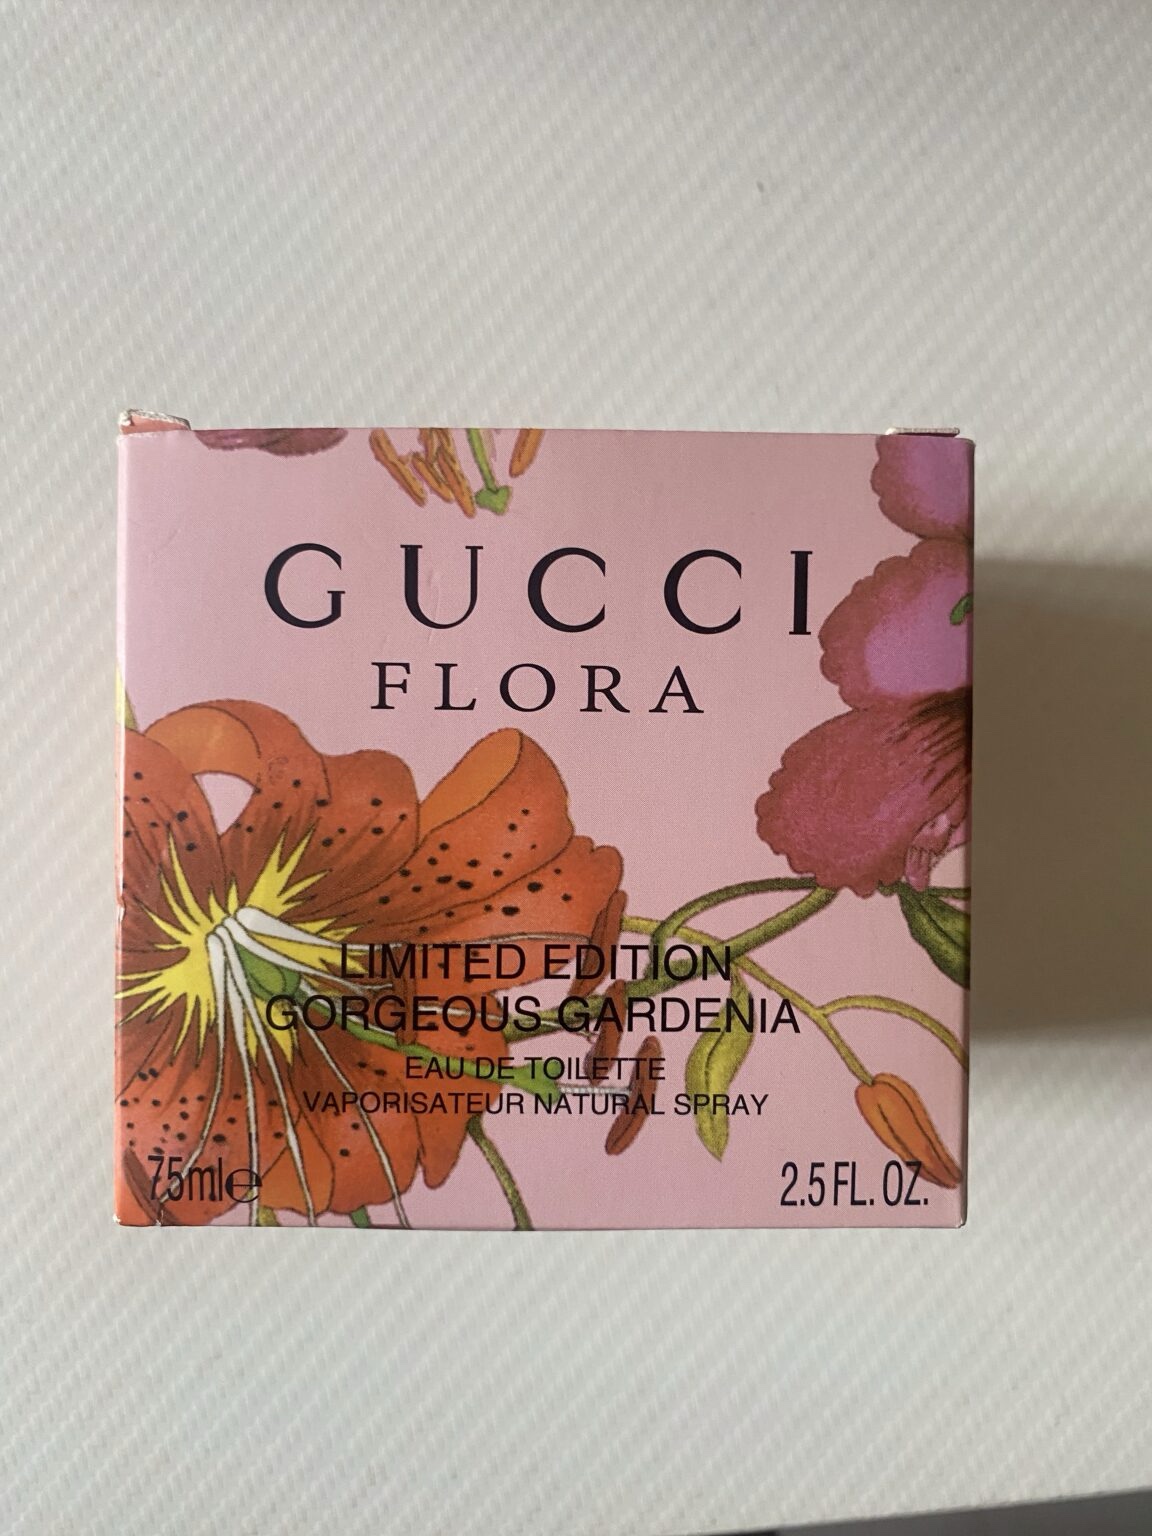 GUCCI
FLORA
LIMITED EDITION
GORGEOUS GARDENIA
EAU DE TOILETTE
VAPORISATEUR NATURAL SPRAY
75ml℮ 2.5 FL. OZ.